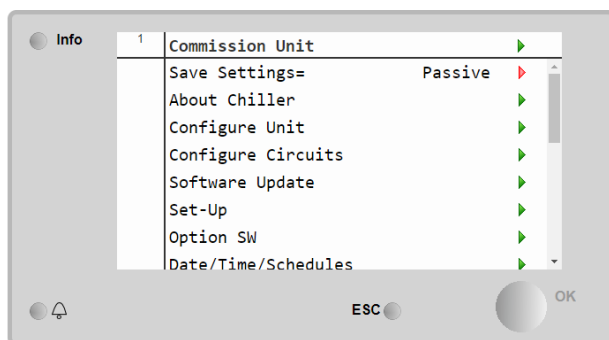 Info
1 Commission Unit
Save Settings= Passive
About Chiller
Configure Unit
Configure Circuits
Software Update
Set-Up
Option SW
Date/Time/Schedules
ESC OK